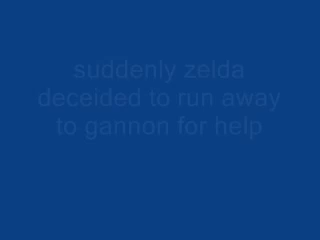 suddenly zelda
deceided to run away
to gannon for help